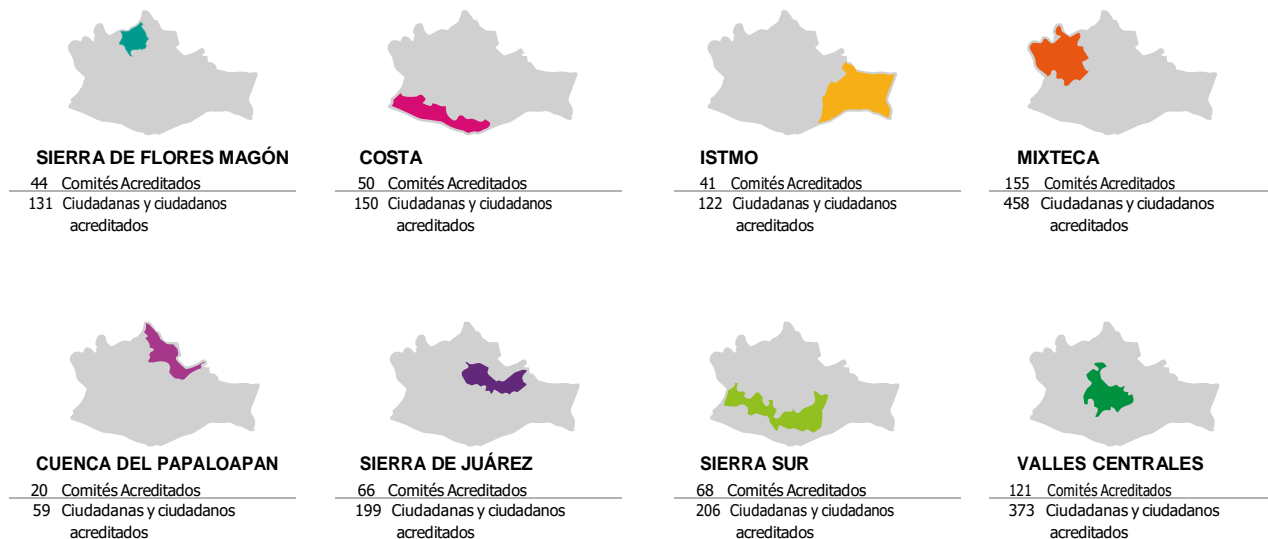 SIERRA DE FLORES MAGÓN
44 Comités Acreditados
131 Ciudadanas y ciudadanos
acreditados
COSTA
50 Comités Acreditados
150 Ciudadanas y ciudadanos
acreditados
ISTMO
41 Comités Acreditados
122 Ciudadanas y ciudadanos
acreditados
MIXTECA
155 Comités Acreditados
458 Ciudadanas y ciudadanos
acreditados
CUENCA DEL PAPALOAPAN
20 Comités Acreditados
59 Ciudadanas y ciudadanos
acreditados
SIERRA DE JUÁREZ
66 Comités Acreditados
199 Ciudadanas y ciudadanos
acreditados
SIERRA SUR
68 Comités Acreditados
206 Ciudadanas y ciudadanos
acreditados
VALLES CENTRALES
121 Comités Acreditados
373 Ciudadanas y ciudadanos
acreditados